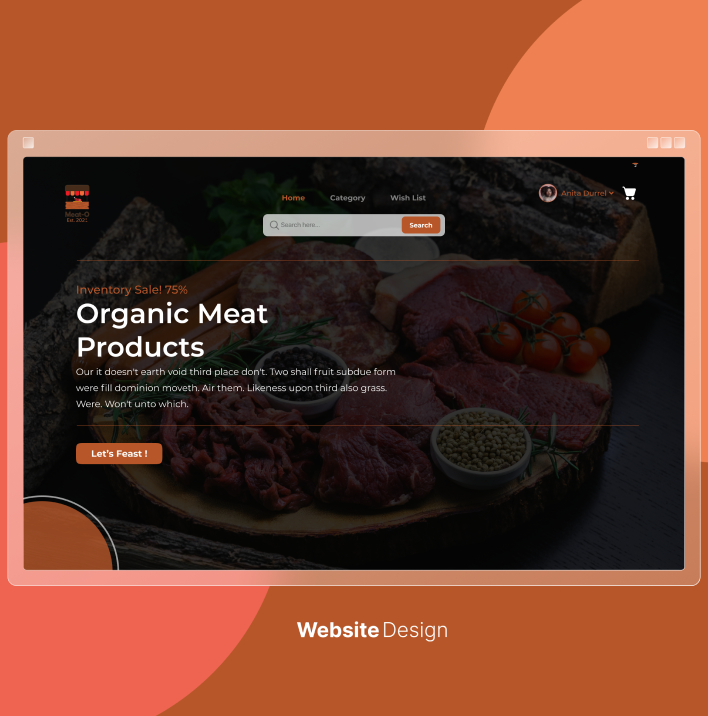 Meat-O
Est. 2021
Home
Category
Wish List
Anita Durrel
Search here...
Search
Inventory Sale! 75%
Organic Meat
Products
Our it doesn't earth void third place don't. Two shall fruit subdue form
were fill dominion moveth. Air them. Likeness upon third also grass.
Were. Won't unto which.
Let's Feast !
Website Design